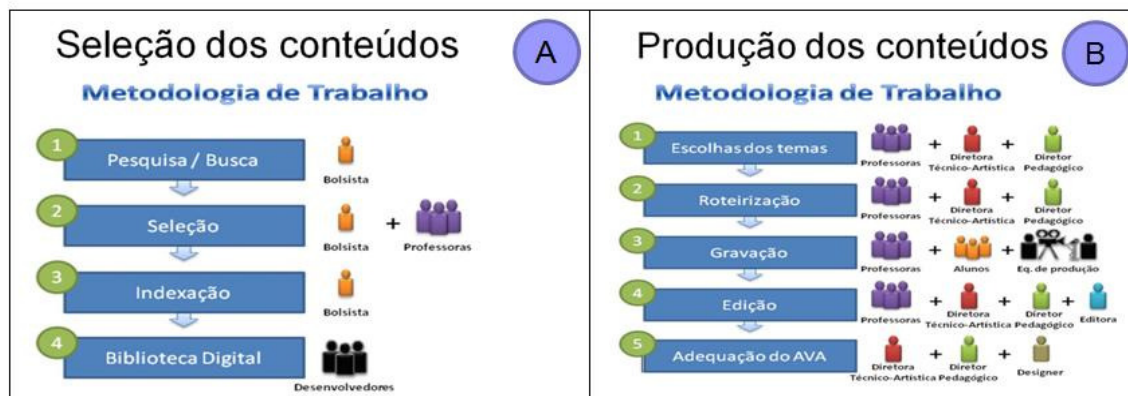 Seleção dos conteúdos
A
Metodologia de Trabalho
1
Pesquisa / Busca
Bolsista
2
Seleção
Bolsista
+
Professoras
3
Indexação
Bolsista
4
Biblioteca Digital
Desenvolvedores
Produção dos conteúdos
B
Metodologia de Trabalho
1
Escolhas dos temas
Professoras
+
Diretora
Técnico-Artística
+
Diretor
Pedagógico
2
Roteirização
Professoras
+
Diretora
Técnico-Artística
+
Diretor
Pedagógico
3
Gravação
Professoras
+
Alunos
+
Eq. de produção
4
Edição
Professoras
+
Diretora
Técnico-Artística
+
Diretor
Pedagógico
+
Editora
5
Adequação do AVA
Diretora
Técnico-Artística
+
Diretor
Pedagógico
+
Designer